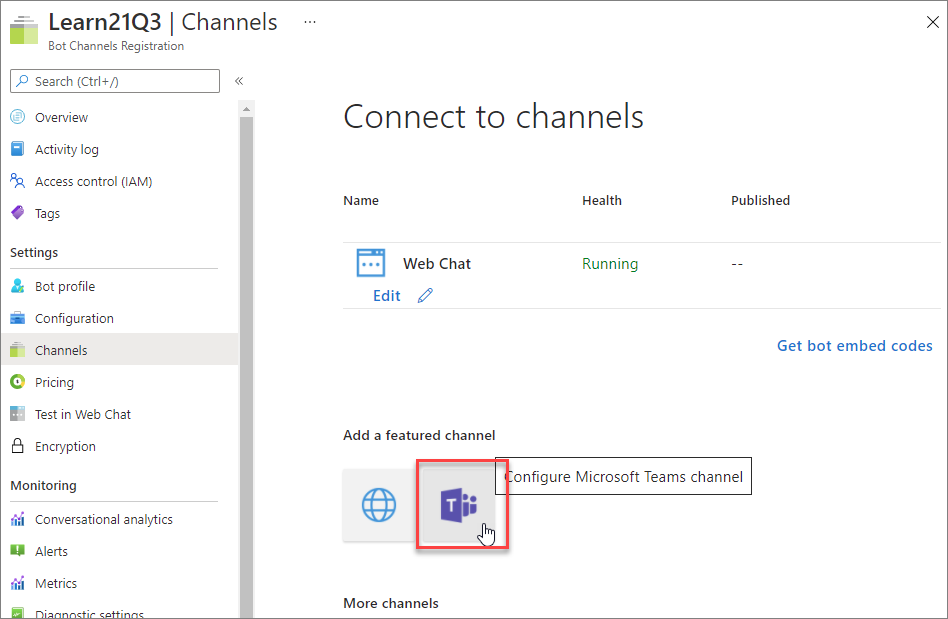 Learn21Q3 | Channels ...
Bot Channels Registration
Search (Ctrl+/)
«
Overview
Activity log
Access control (IAM)
Tags
Settings
Bot profile
Configuration
Channels
Pricing
Test in Web Chat
Encryption
Monitoring
Conversational analytics
Alerts
Metrics
Diagnostic settings
Connect to channels
Name Health Published
Web Chat Running --
Edit
Get bot embed codes
Add a featured channel
Configure Microsoft Teams channel
T
More channels